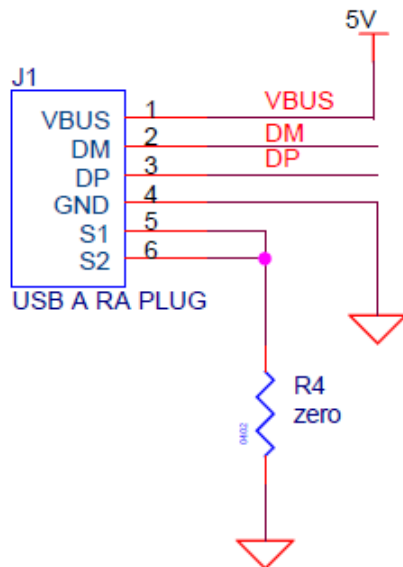 5V
J1
VBUS 1 VBUS
DM 2 DM
DP 3 DP
GND 4
S1 5
S2 6
USB A RA PLUG
R4
zero
0402